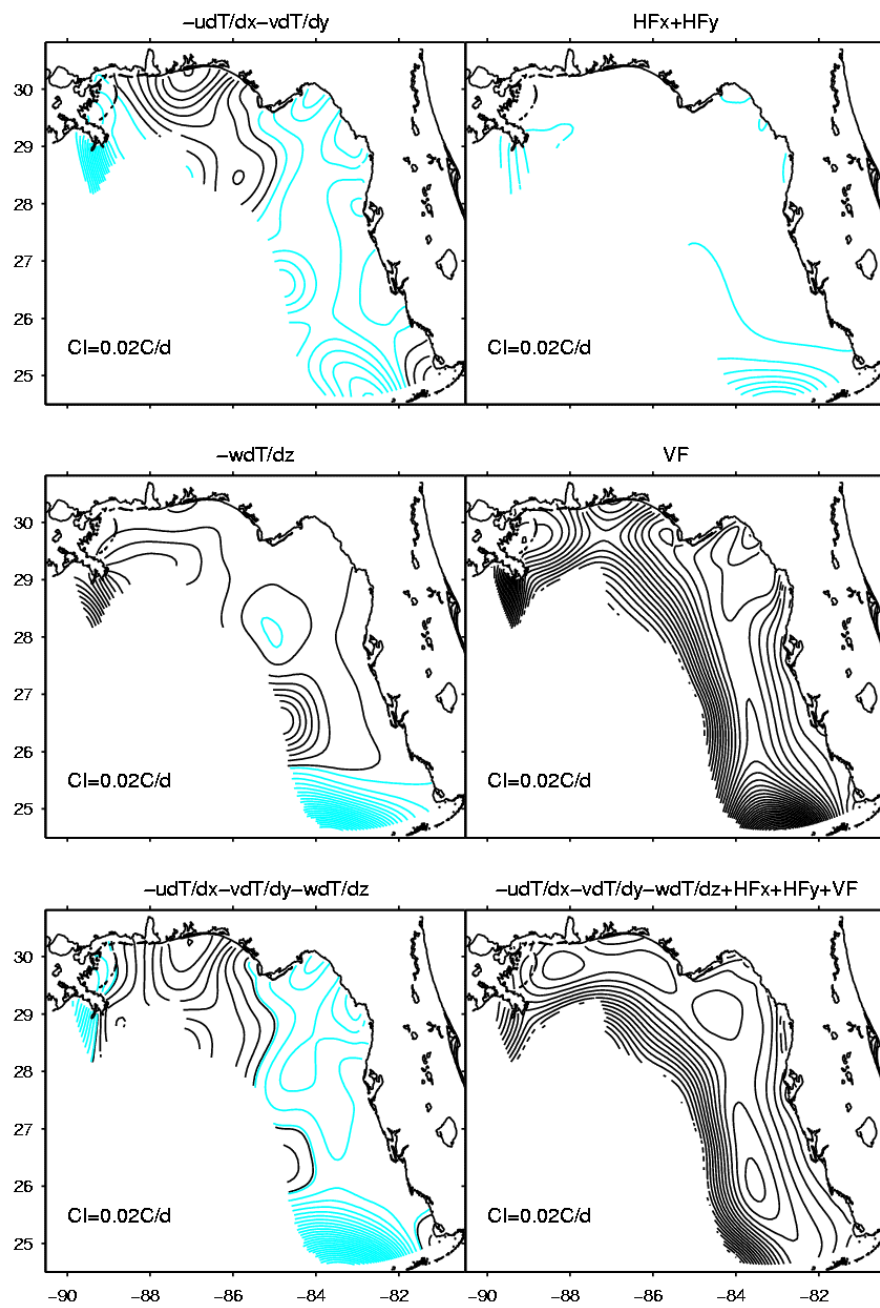 −udT/dx−vdT/dy HFx+HFy
30
29
28
27
26
25
CI=0.02C/d CI=0.02C/d
−wdT/dz VF
30
29
28
27
26
25
CI=0.02C/d CI=0.02C/d
−udT/dx−vdT/dy−wdT/dz −udT/dx−vdT/dy−wdT/dz+HFx+HFy+VF
30
29
28
27
26
25
CI=0.02C/d CI=0.02C/d
−90 −88 −86 −84 −82 −90 −88 −86 −84 −82